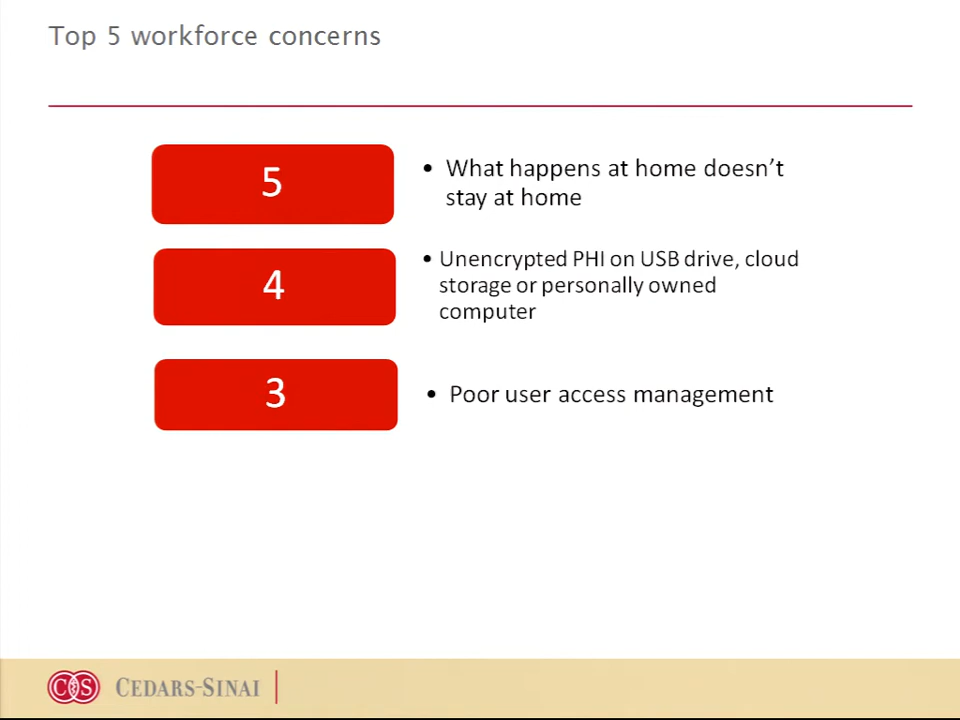 Top 5 workforce concerns
5
• What happens at home doesn’t
stay at home
4
• Unencrypted PHI on USB drive, cloud
storage or personally owned
computer
3
• Poor user access management
CEDARS-SINAI